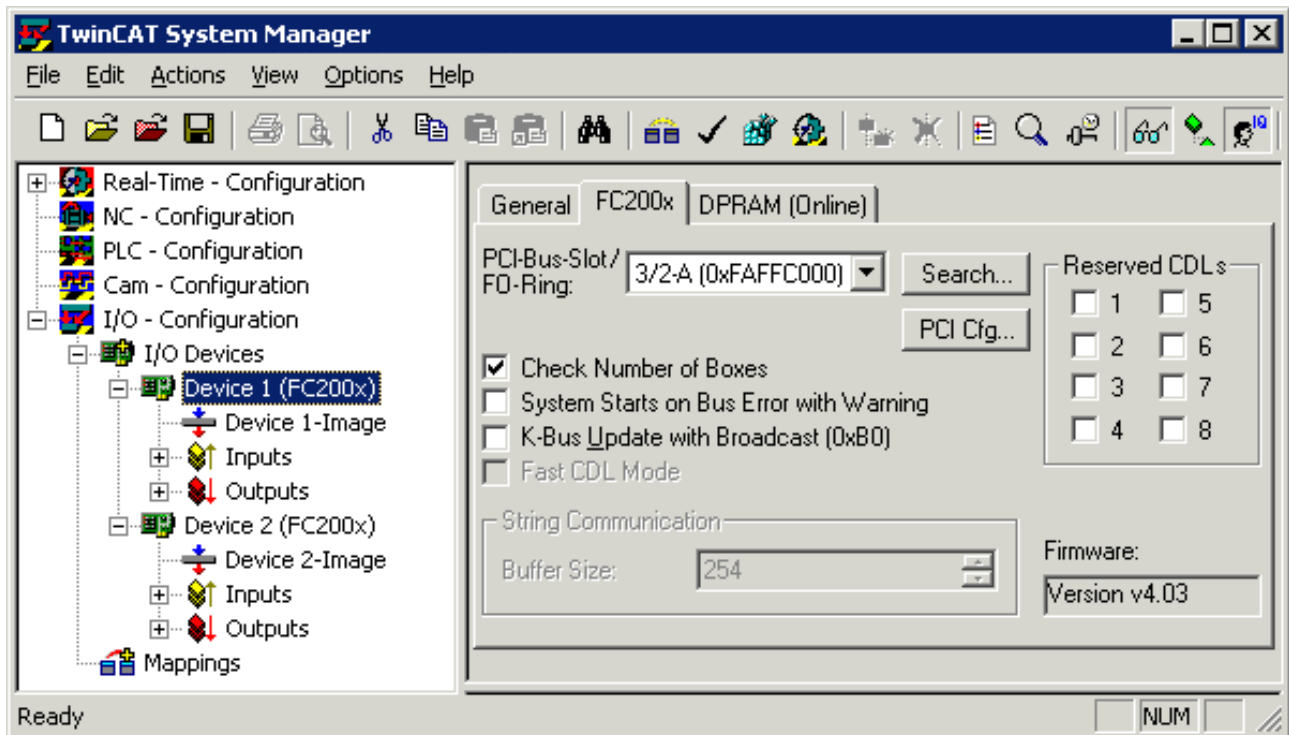 TwinCAT System Manager
File Edit Actions View Options Help
Real-Time - Configuration
NC - Configuration
PLC - Configuration
Cam - Configuration
I/O - Configuration
I/O Devices
Device 1 (FC200x)
Device 1-Image
Inputs
Outputs
Device 2 (FC200x)
Device 2-Image
Inputs
Outputs
Mappings
General FC200x DPRAM (Online)
PCI-Bus-Slot/
FO-Ring:
3/2-A (0xFAFFC000)
Search...
PCI Cfg...
Check Number of Boxes
System Starts on Bus Error with Warning
K-Bus Update with Broadcast (0xB0)
Fast CDL Mode
Reserved CDLs
1 5
2 6
3 7
4 8
String Communication
Buffer Size: 254
Firmware:
Version v4.03
Ready NUM